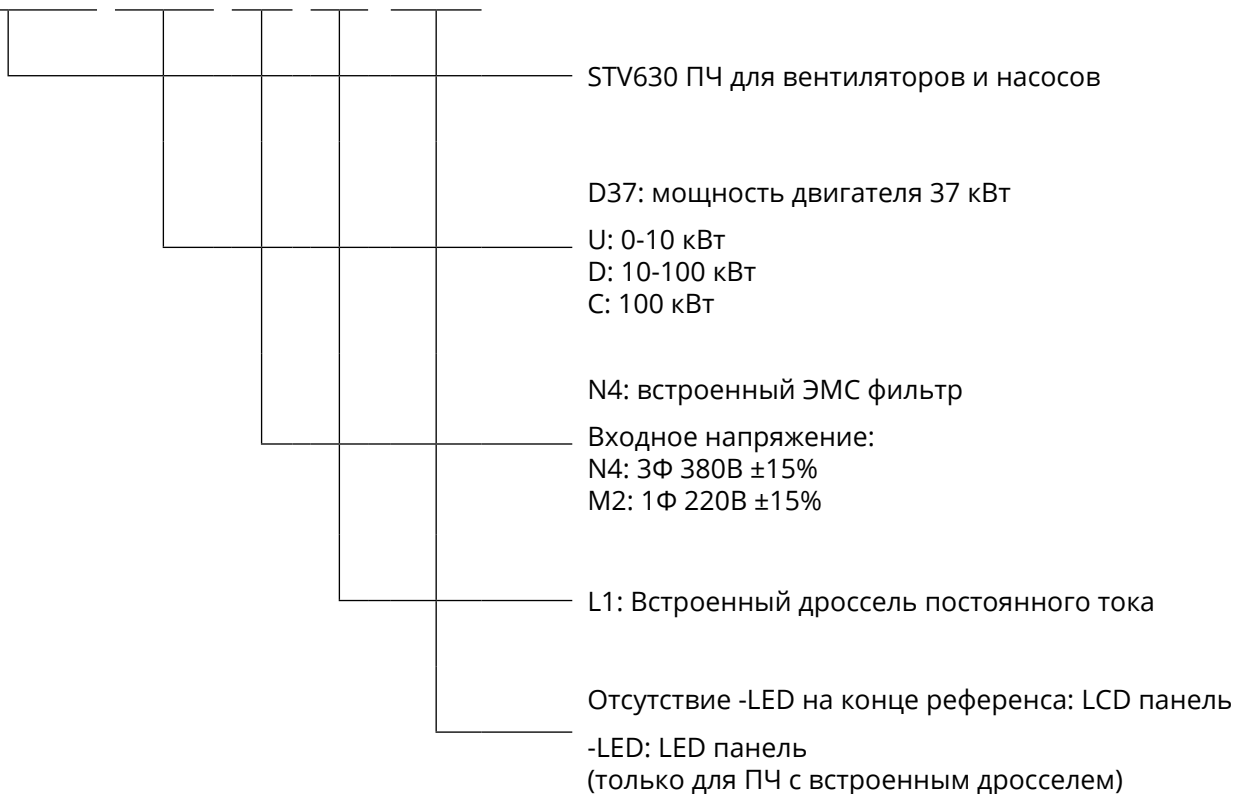 STV630 ПЧ для вентиляторов и насосов
D37: мощность двигателя 37 кВт
U: 0-10 кВт
D: 10-100 кВт
C: 100 кВт
N4: встроенный ЭМС фильтр
Входное напряжение:
N4: 3Ф 380В ±15%
M2: 1Ф 220В ±15%
L1: Встроенный дроссель постоянного тока
Отсутствие -LED на конце референса: LCD панель
-LED: LED панель
(только для ПЧ с встроенным дросселем)